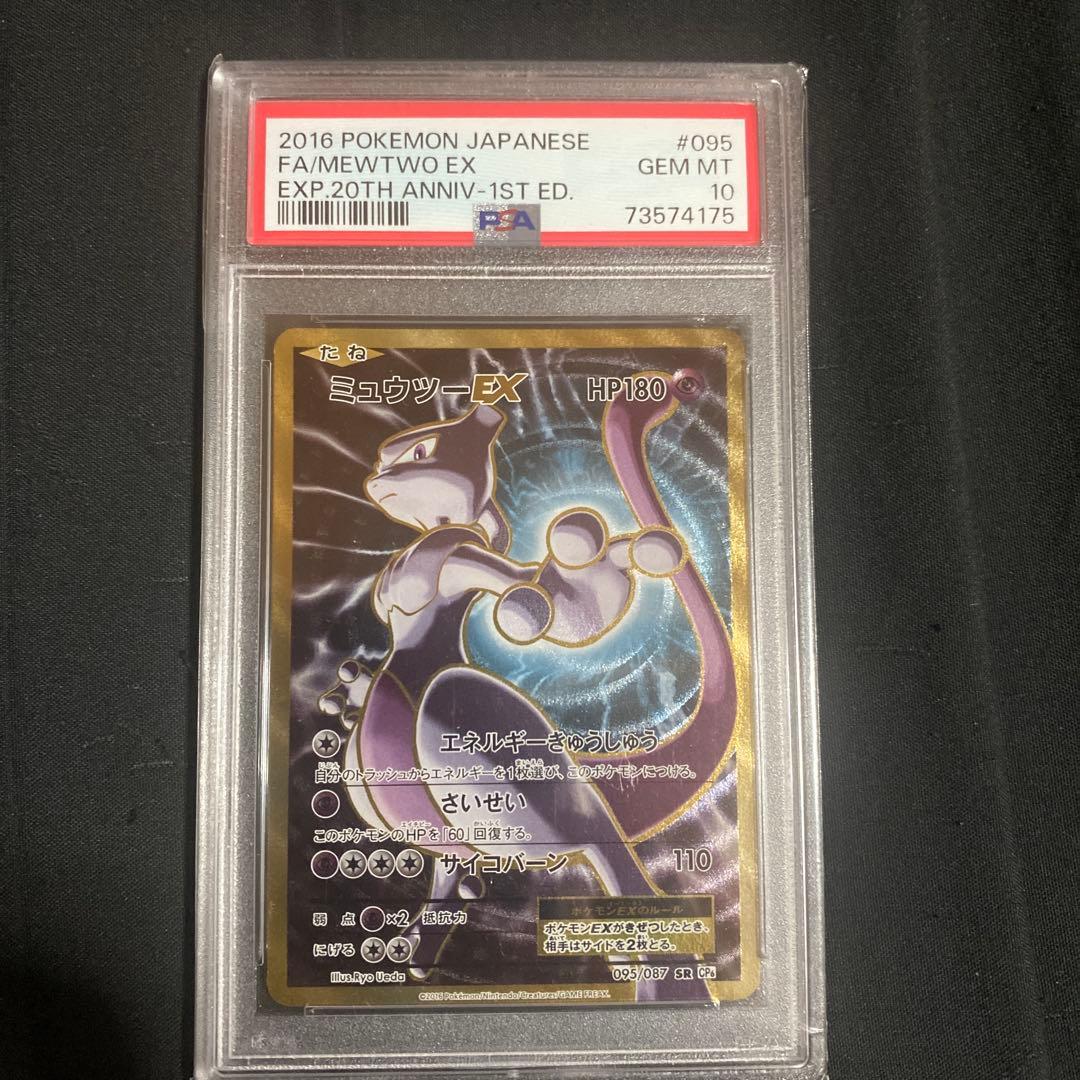 2016 POKEMON JAPANESE #095
FA/MEWTWO EX GEM MT
EXP.20TH ANNIV-1ST ED. 10
PSA 73574175
たね
ミュウツーEX HP180
エネルギーきゅうしゅう
自分のトラッシュからエネルギーを1枚選び、このポケモンにつける。
さいせい
このポケモンのHPを「60」回復する。
サイコバーン 110
弱点 ×2 抵抗力
にげる
ポケモンEXのルール
ポケモンEXがきぜつしたとき、
相手はサイドを2枚とる。
Illus.Ryo Ueda 095/087 SR CP6
©2016 Pokémon/Nintendo/Creatures/GAME FREAK.